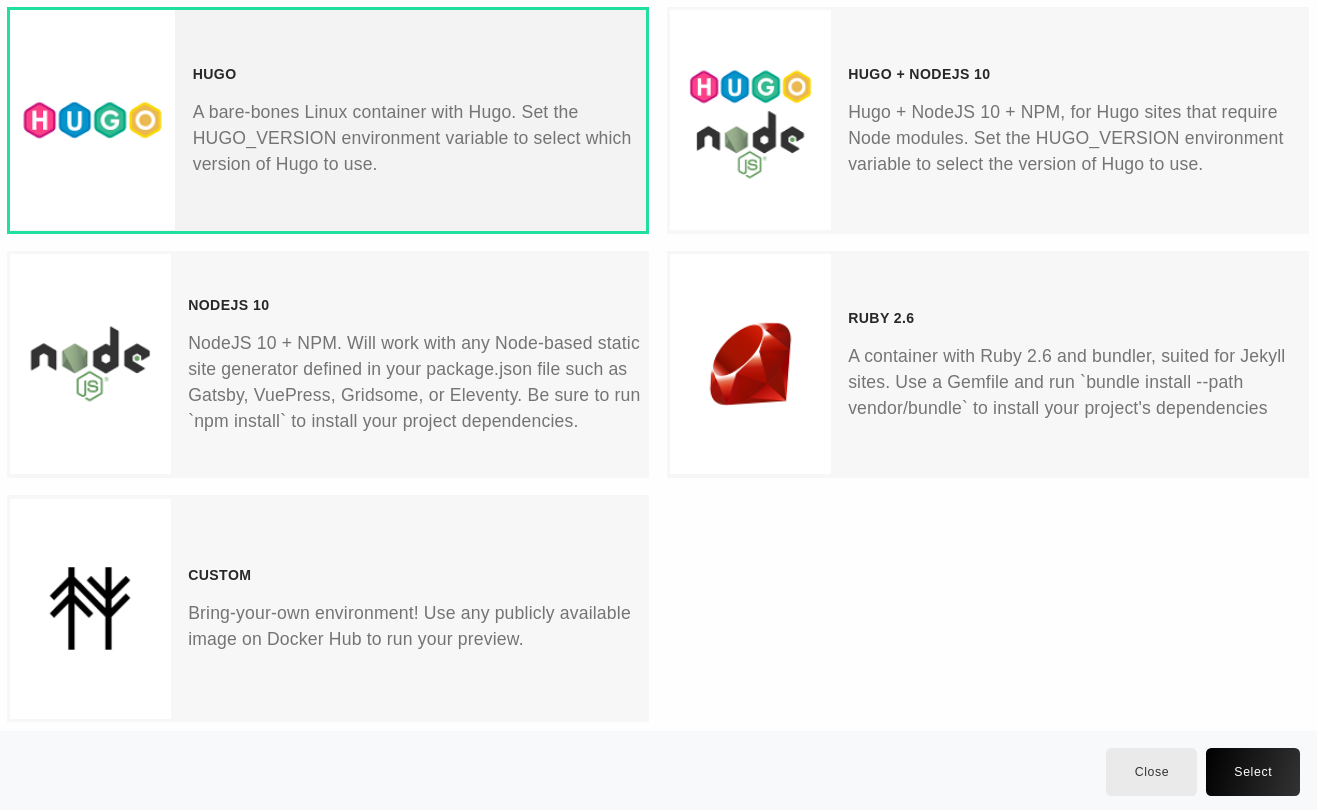 HUGO
HUGO
A bare-bones Linux container with Hugo. Set the
HUGO_VERSION environment variable to select which
version of Hugo to use.
HUGO
node
JS
HUGO + NODEJS 10
Hugo + NodeJS 10 + NPM, for Hugo sites that require
Node modules. Set the HUGO_VERSION environment
variable to select the version of Hugo to use.
node
JS
NODEJS 10
NodeJS 10 + NPM. Will work with any Node-based static
site generator defined in your package.json file such as
Gatsby, VuePress, Gridsome, or Eleventy. Be sure to run
`npm install` to install your project dependencies.
RUBY 2.6
A container with Ruby 2.6 and bundler, suited for Jekyll
sites. Use a Gemfile and run `bundle install --path
vendor/bundle` to install your project's dependencies
CUSTOM
Bring-your-own environment! Use any publicly available
image on Docker Hub to run your preview.
Close
Select